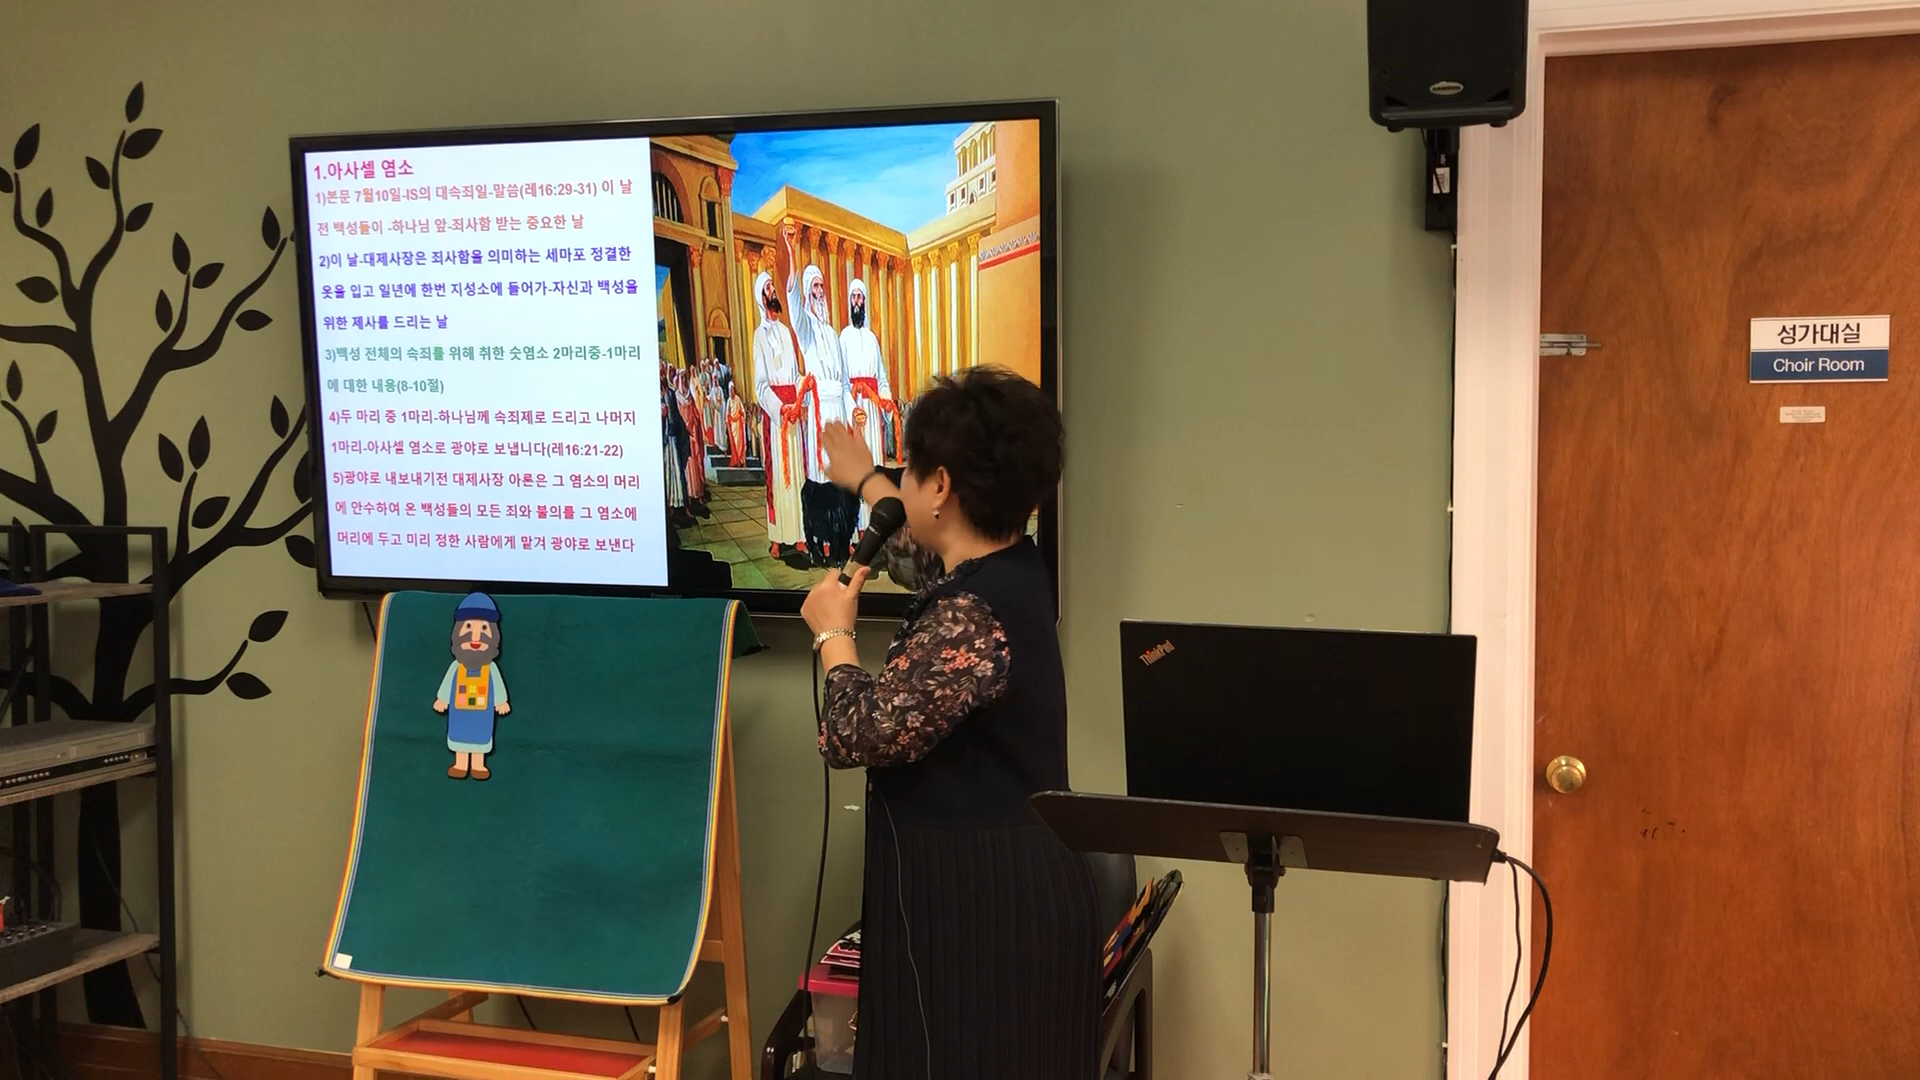 1.아사셀 염소
1)본문 7월10일-IS의 대속죄일-말씀(레16:29-31) 이 날
전 백성들이 -하나님 앞-죄사함 받는 중요한 날
2)이 날-대제사장은 죄사함을 의미하는 세마포 정결한
옷을 입고 일년에 한번 지성소에 들어가-자신과 백성을
위한 제사를 드리는 날
3)백성 전체의 속죄를 위해 취한 숫염소 2마리중-1마리
에 대한 내용(8-10절)
4)두 마리 중 1마리-하나님께 속죄제로 드리고 나머지
1마리-아사셀 염소로 광야로 보냅니다(레16:21-22)
5)광야로 내보내기전 대제사장 아론은 그 염소의 머리
에 안수하여 온 백성들의 모든 죄와 불의를 그 염소에
머리에 두고 미리 정한 사람에게 맡겨 광야로 보낸다
SAMSON
성가대실
Choir Room
ThinkPad